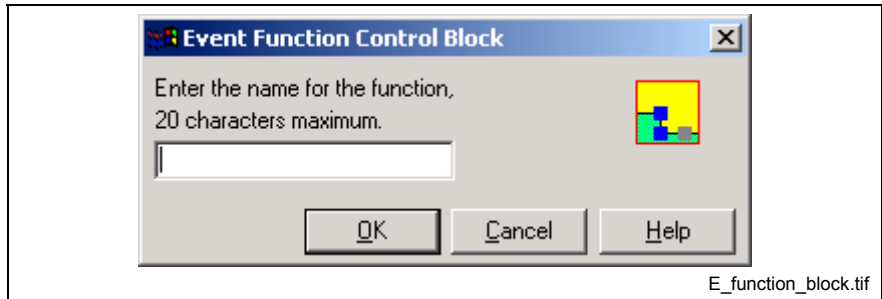 Event Function Control Block
Enter the name for the function,
20 characters maximum.
OK Cancel Help
E_function_block.tif